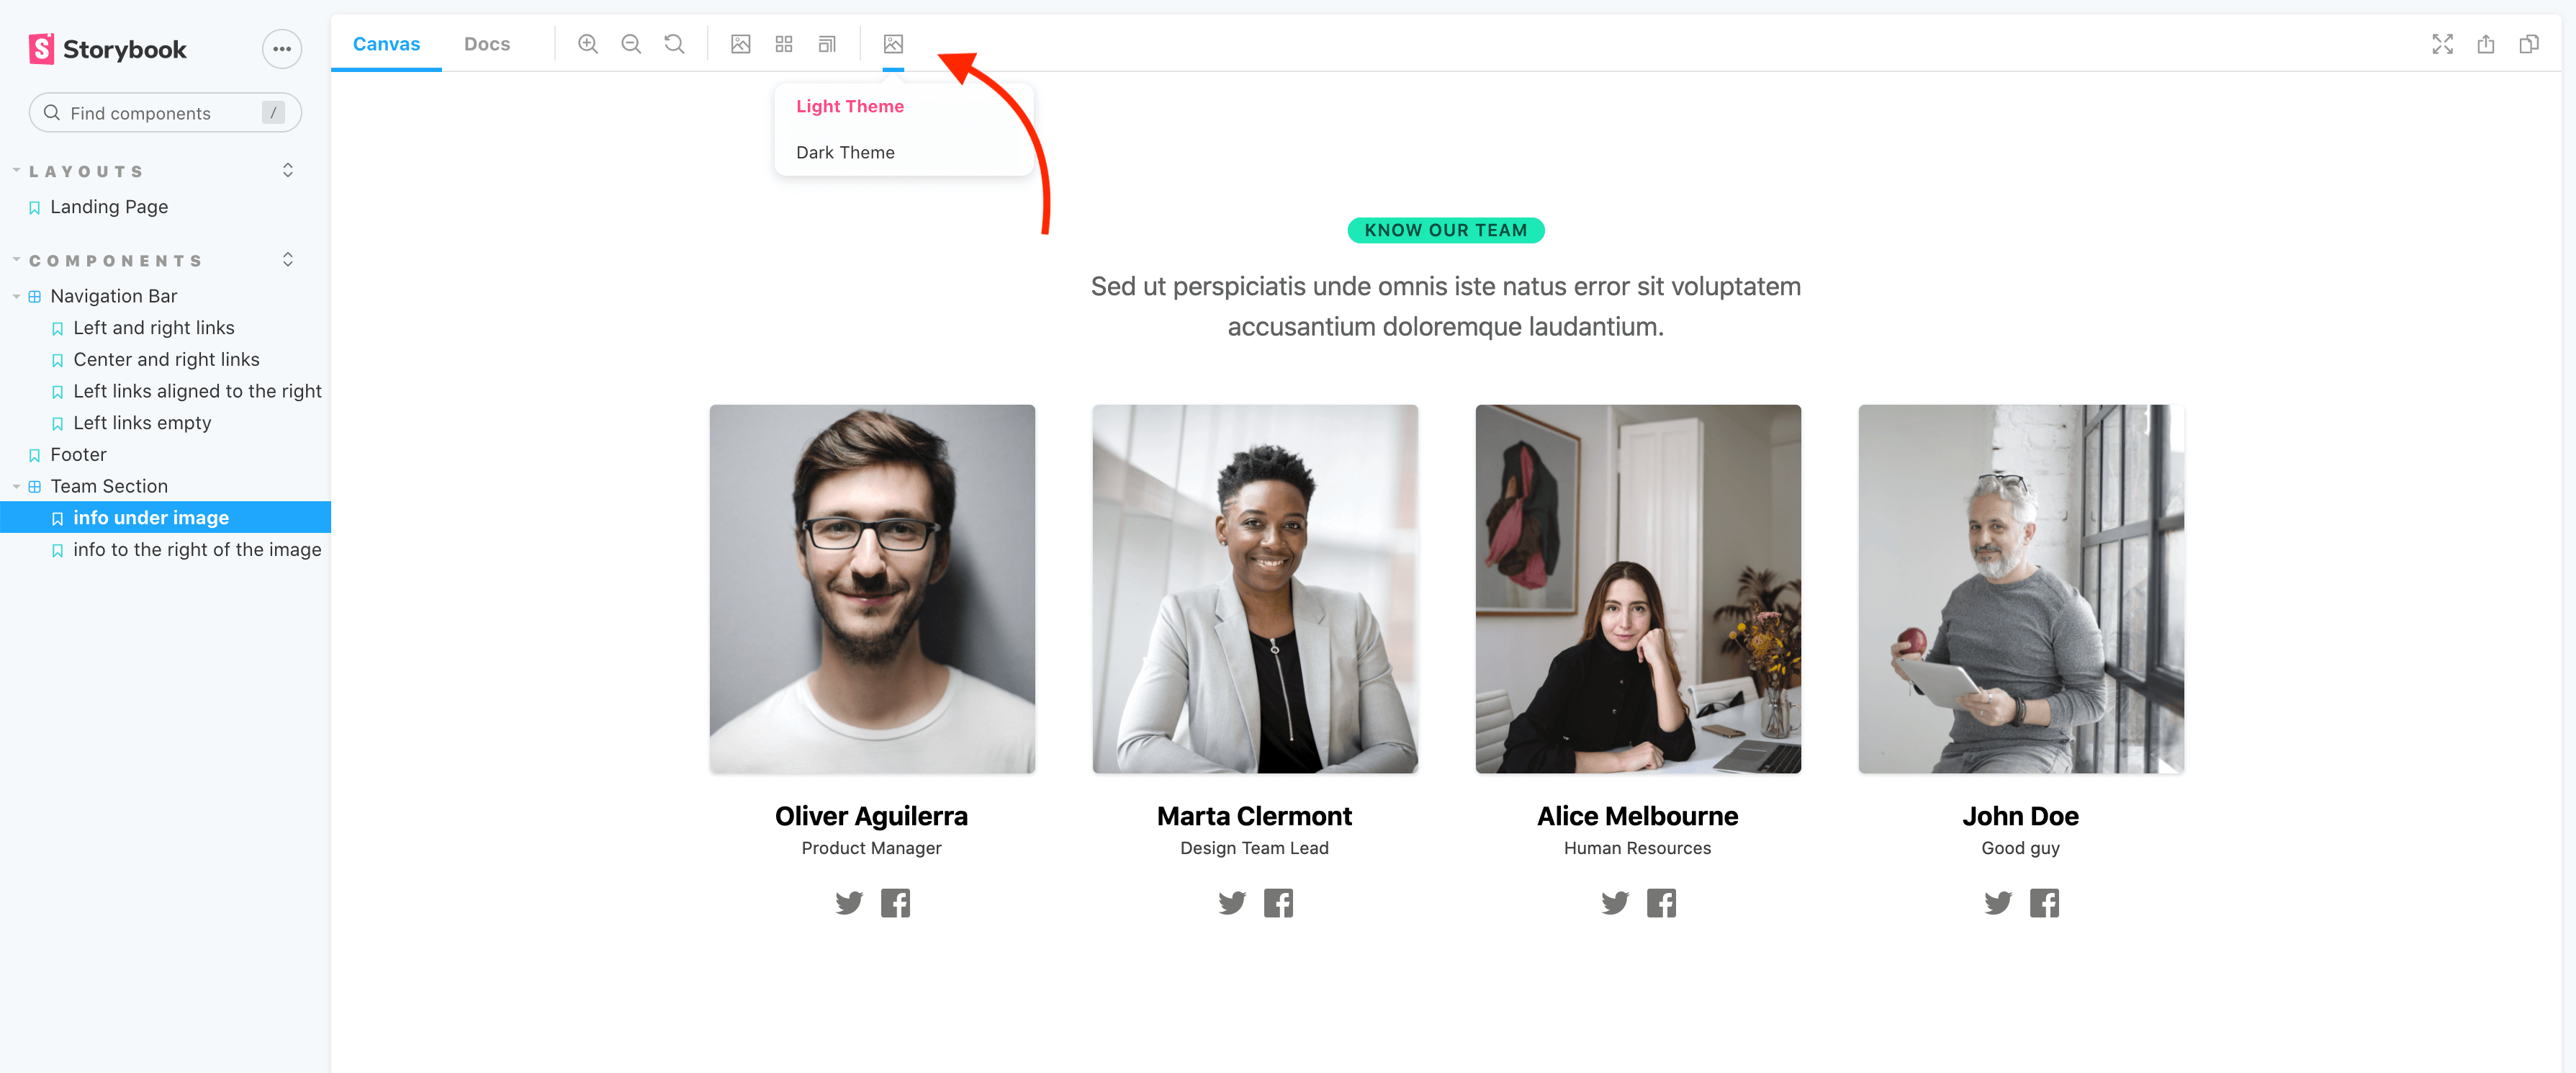 Storybook
Canvas
Docs
Find components
/
Light Theme
Dark Theme
LAYOUTS
Landing Page
COMPONENTS
Navigation Bar
Left and right links
Center and right links
Left links aligned to the right
Left links empty
Footer
Team Section
info under image
info to the right of the image
KNOW OUR TEAM
Sed ut perspiciatis unde omnis iste natus error sit voluptatem
accusantium doloremque laudantium.
Oliver Aguilerra
Product Manager
Marta Clermont
Design Team Lead
Alice Melbourne
Human Resources
John Doe
Good guy